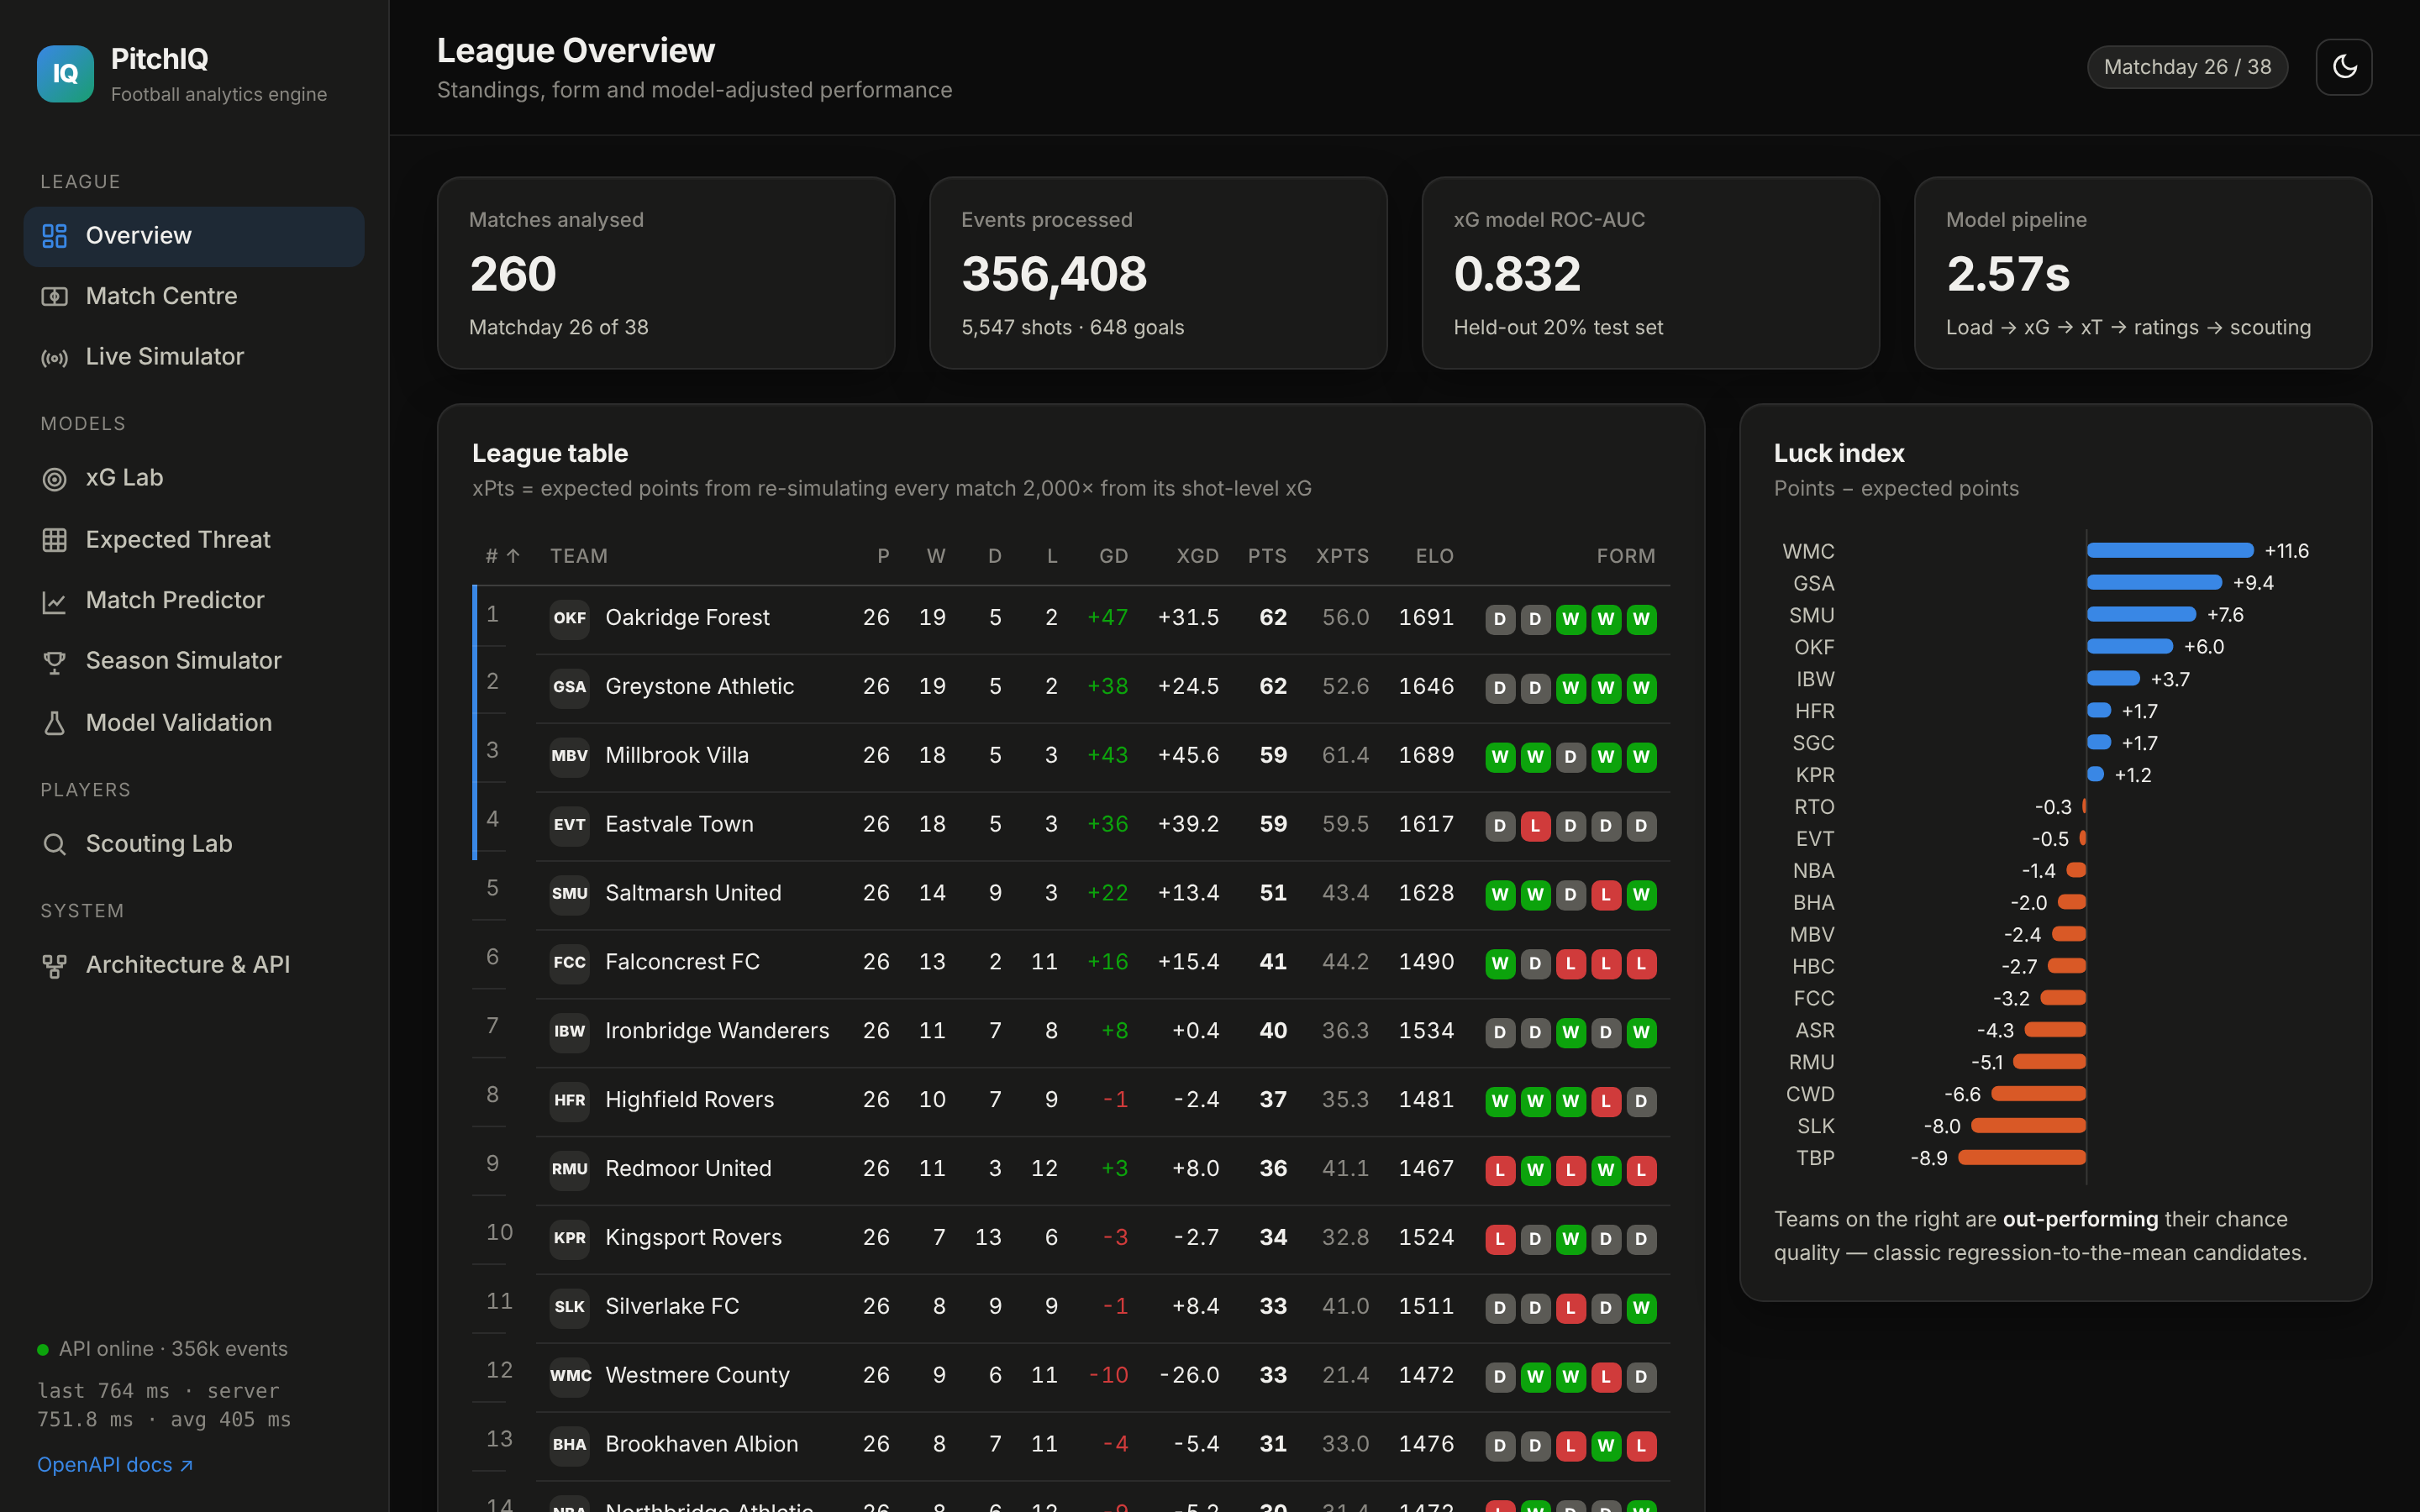 IQ
PitchIQ
Football analytics engine
LEAGUE
Overview
Match Centre
Live Simulator
MODELS
xG Lab
Expected Threat
Match Predictor
Season Simulator
Model Validation
PLAYERS
Scouting Lab
SYSTEM
Architecture & API
API online · 356k events
last 764 ms · server
751.8 ms · avg 405 ms
OpenAPI docs ↗
League Overview
Standings, form and model-adjusted performance
Matchday 26 / 38
Matches analysed
260
Matchday 26 of 38
Events processed
356,408
5,547 shots · 648 goals
xG model ROC-AUC
0.832
Held-out 20% test set
Model pipeline
2.57s
Load → xG → xT → ratings → scouting
League table
xPts = expected points from re-simulating every match 2,000× from its shot-level xG
# ↑ TEAM P W D L GD XGD PTS XPTS ELO FORM
1 OKF Oakridge Forest 26 19 5 2 +47 +31.5 62 56.0 1691 D D W W W
2 GSA Greystone Athletic 26 19 5 2 +38 +24.5 62 52.6 1646 D D W W W
3 MBV Millbrook Villa 26 18 5 3 +43 +45.6 59 61.4 1689 W W D W W
4 EVT Eastvale Town 26 18 5 3 +36 +39.2 59 59.5 1617 D L D D D
5 SMU Saltmarsh United 26 14 9 3 +22 +13.4 51 43.4 1628 W W D L W
6 FCC Falconcrest FC 26 13 2 11 +16 +15.4 41 44.2 1490 W D L L L
7 IBW Ironbridge Wanderers 26 11 7 8 +8 +0.4 40 36.3 1534 D D W D W
8 HFR Highfield Rovers 26 10 7 9 -1 -2.4 37 35.3 1481 W W W L D
9 RMU Redmoor United 26 11 3 12 +3 +8.0 36 41.1 1467 L W L W L
10 KPR Kingsport Rovers 26 7 13 6 -3 -2.7 34 32.8 1524 L D W D D
11 SLK Silverlake FC 26 8 9 9 -1 +8.4 33 41.0 1511 D D L D W
12 WMC Westmere County 26 9 6 11 -10 -26.0 33 21.4 1472 D W W L D
13 BHA Brookhaven Albion 26 8 7 11 -4 -5.4 31 33.0 1476 D D L W L
14 NBA Northbridge Athletic 26 8 6 12 -9 -5.2 30 31.4 1472 L W D D W
Luck index
Points − expected points
WMC +11.6
GSA +9.4
SMU +7.6
OKF +6.0
IBW +3.7
HFR +1.7
SGC +1.7
KPR +1.2
RTO -0.3
EVT -0.5
NBA -1.4
BHA -2.0
MBV -2.4
HBC -2.7
FCC -3.2
ASR -4.3
RMU -5.1
CWD -6.6
SLK -8.0
TBP -8.9
Teams on the right are out-performing their chance
quality — classic regression-to-the-mean candidates.